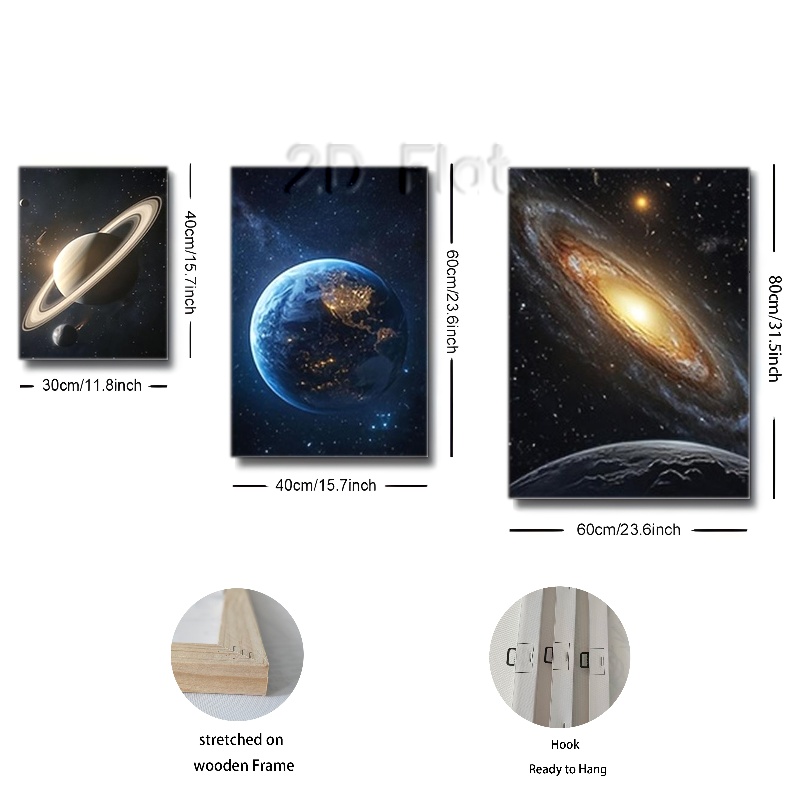 2D Flat
40cm/15.7inch
30cm/11.8inch
60cm/23.6inch
40cm/15.7inch
80cm/31.5inch
60cm/23.6inch
stretched on
wooden Frame
Hook
Ready to Hang